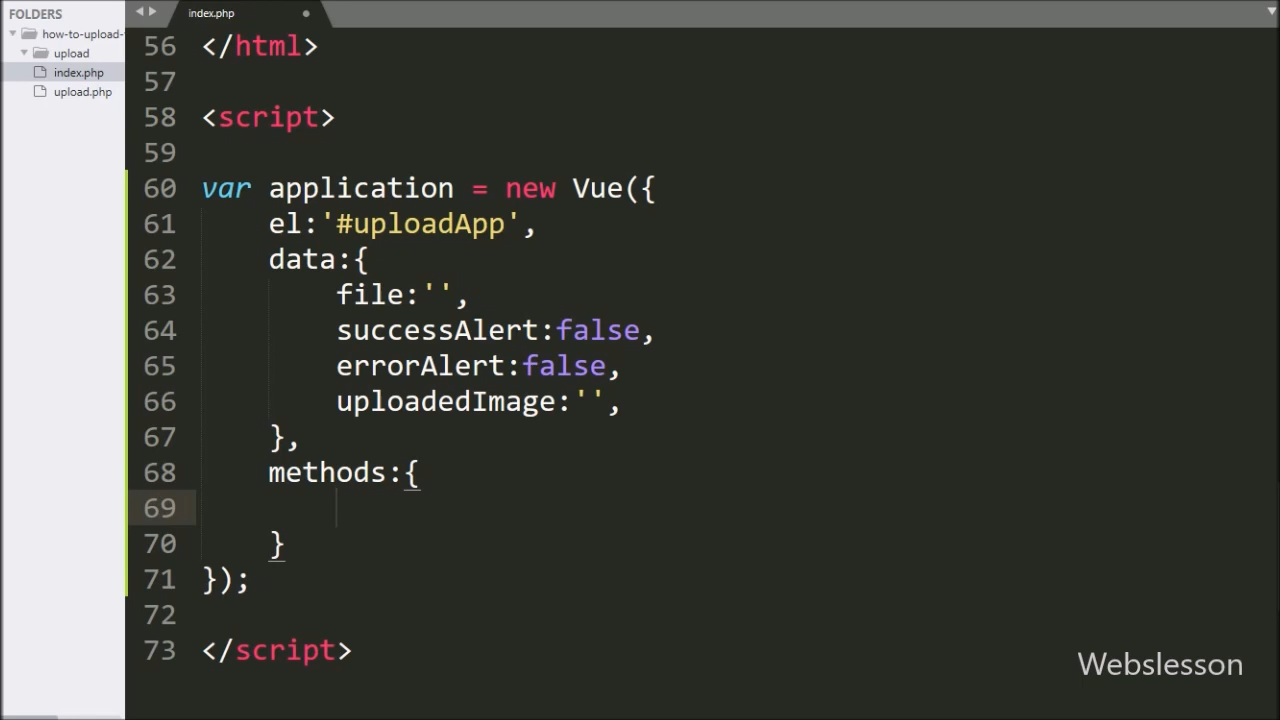 FOLDERS
how-to-upload-
upload
index.php
upload.php
index.php
56 </html>
57
58 <script>
59
60 var application = new Vue({
61 el:'#uploadApp',
62 data:{
63 file:'',
64 successAlert:false,
65 errorAlert:false,
66 uploadedImage:'',
67 },
68 methods:{
69
70 }
71 });
72
73 </script>
Webslesson